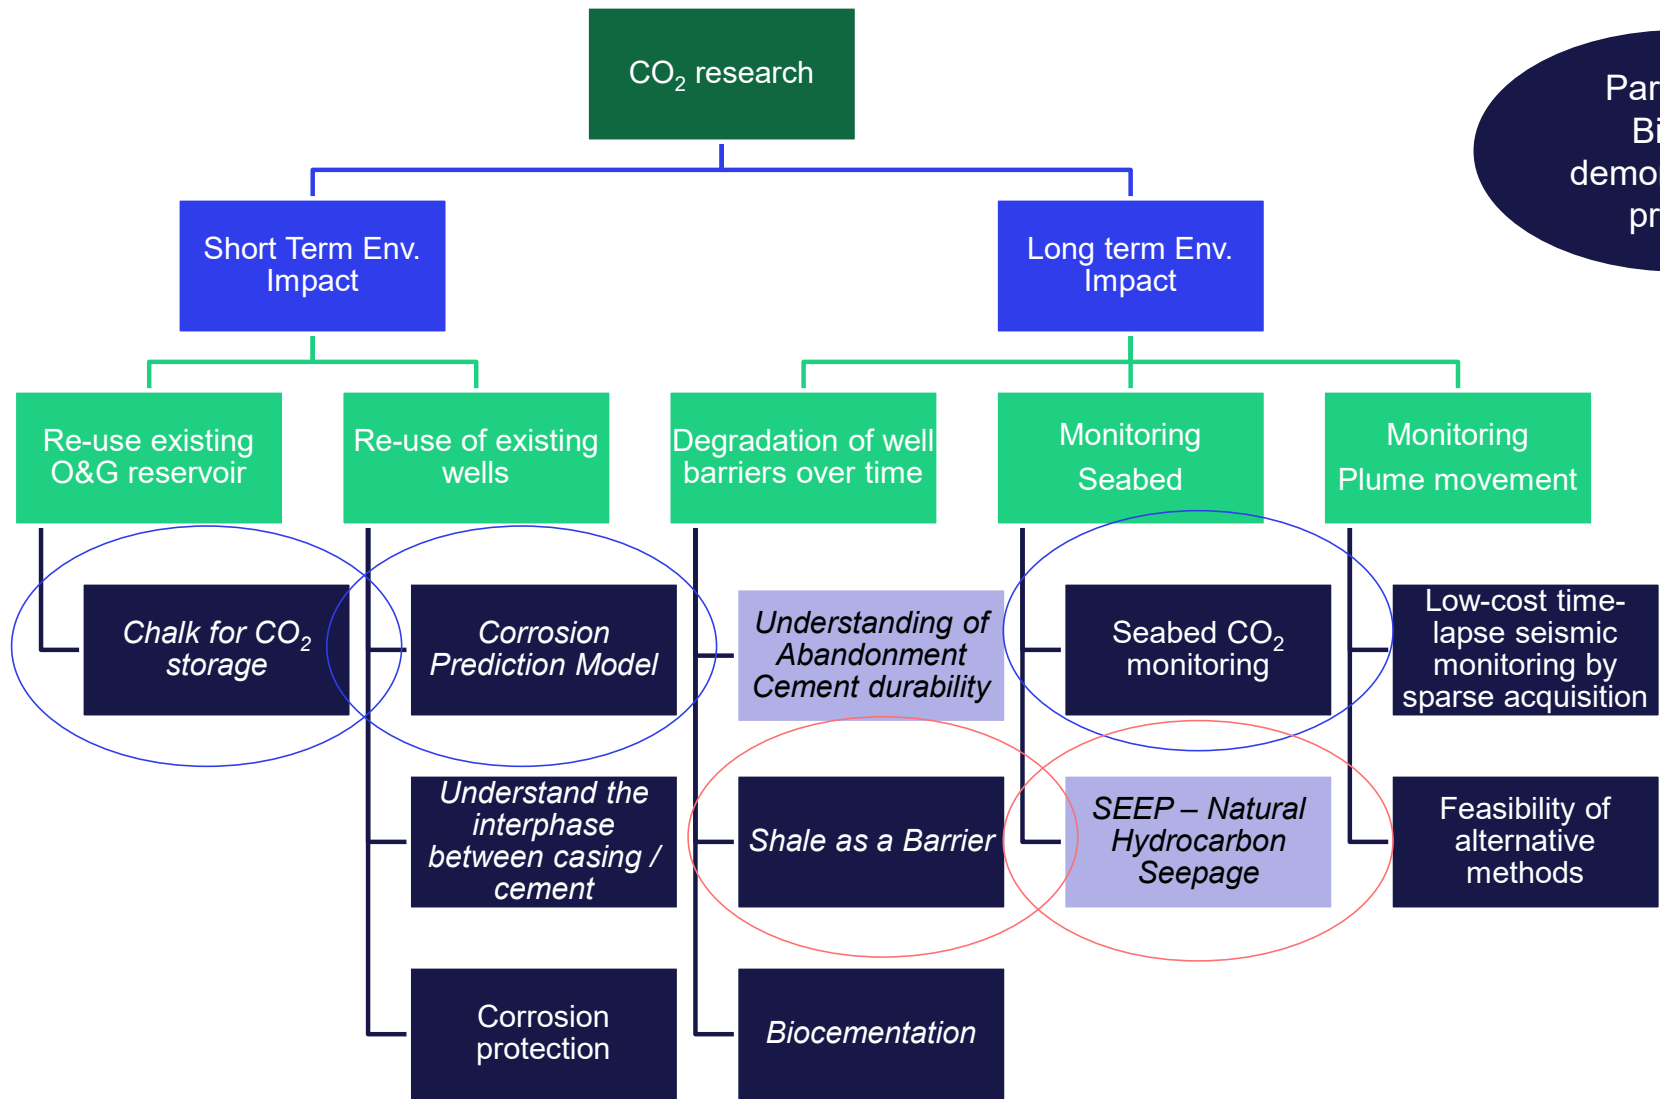 CO₂ research
Short Term Env.
Impact
Long term Env.
Impact
Re-use existing
O&G reservoir
Re-use of existing
wells
Degradation of well
barriers over time
Monitoring
Seabed
Monitoring
Plume movement
Chalk for CO₂
storage
Corrosion
Prediction Model
Understanding of
Abandonment
Cement durability
Seabed CO₂
monitoring
Low-cost time-
lapse seismic
monitoring by
sparse acquisition
Understand the
interphase
between casing /
cement
Shale as a Barrier
SEEP – Natural
Hydrocarbon
Seepage
Feasibility of
alternative
methods
Corrosion
protection
Biocementation